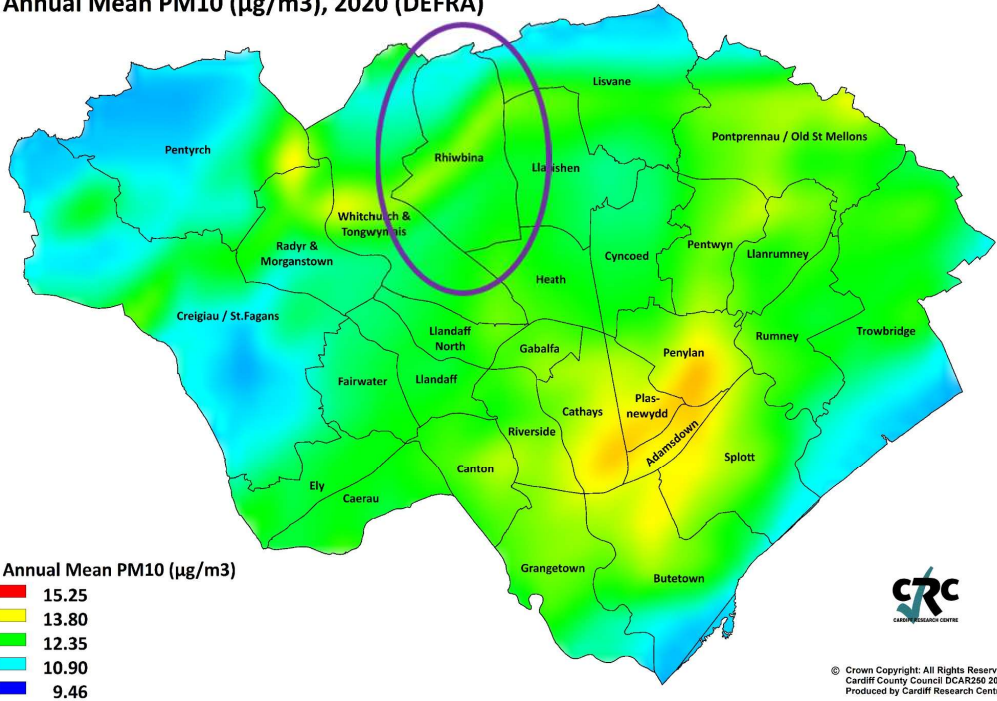 Annual Mean PM10 (µg/m3), 2020 (DEFRA)
Lisvane
Pontprennau / Old St Mellons
Pentyrch
Rhiwbina
Llanishen
Whitchurch &
Tongwynlais
Radyr &
Morganstown
Pentwyn
Llanrumney
Cyncoed
Heath
Creigiau / St.Fagans
Llandaff
North
Gabalfa
Penylan
Rumney
Trowbridge
Fairwater
Llandaff
Plas-
newydd
Cathays
Riverside
Adamsdown
Splott
Canton
Ely
Caerau
Grangetown
Butetown
Annual Mean PM10 (µg/m3)
15.25
13.80
12.35
10.90
9.46
CRC
CARDIFF RESEARCH CENTRE
© Crown Copyright: All Rights Reserv
Cardiff County Council DCAR250 20
Produced by Cardiff Research Cent